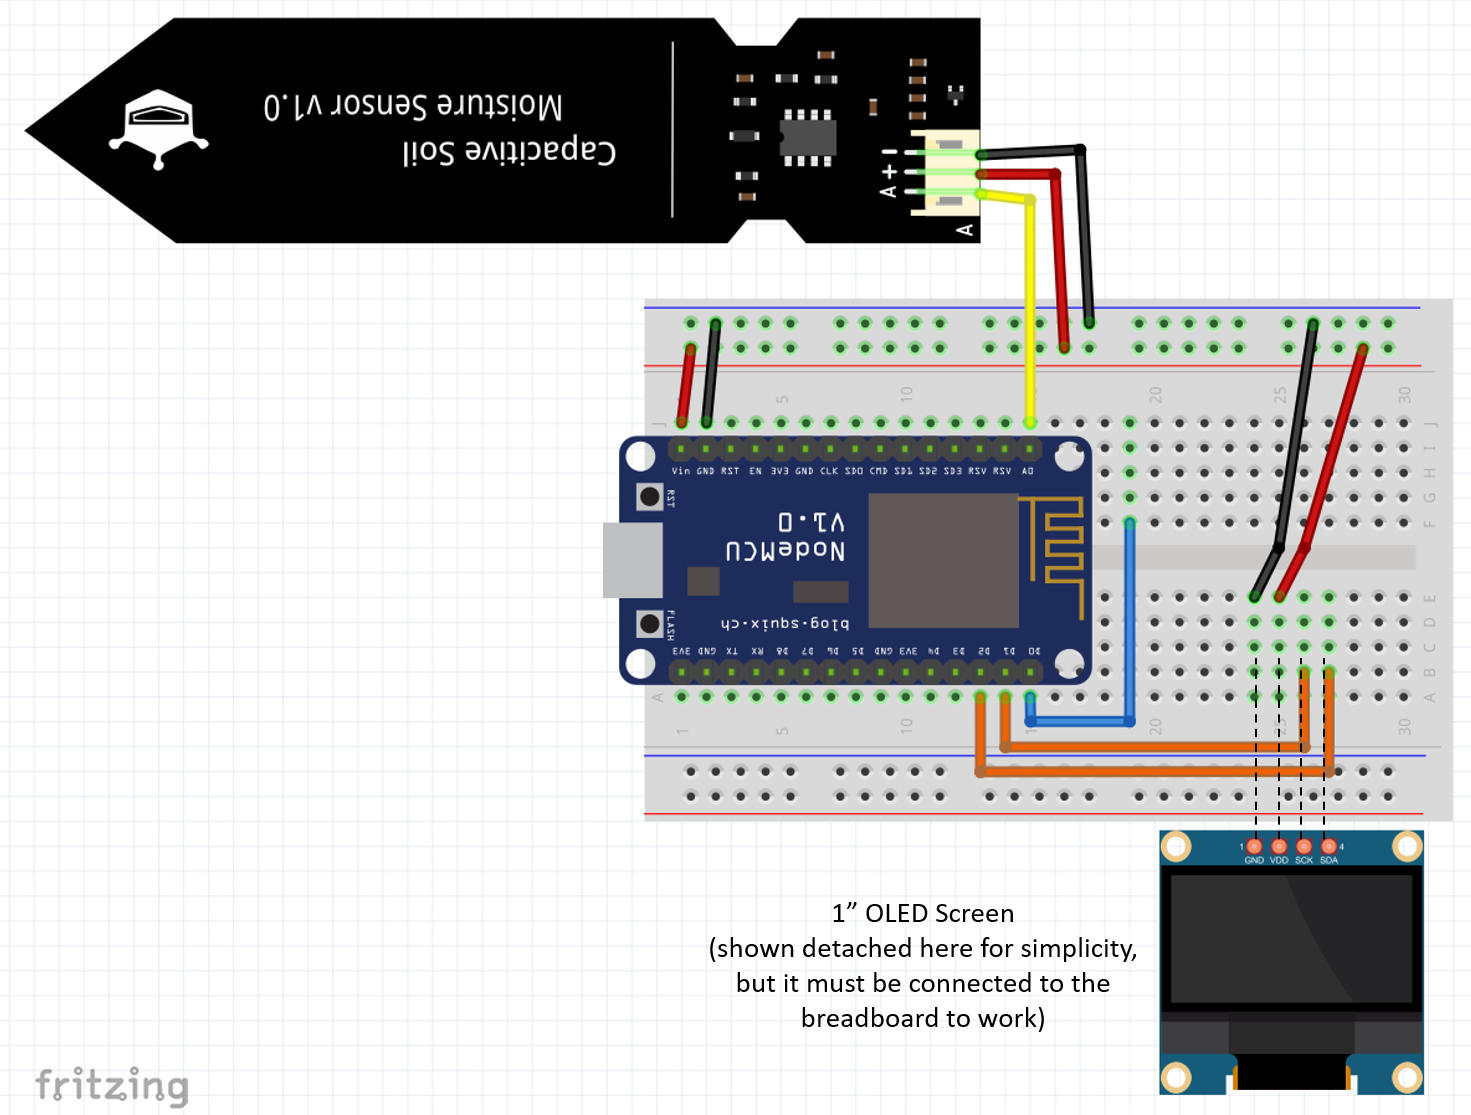 Capacitive Soil
Moisture Sensor v1.0
-
+
A
A
5 10 15 20 25 30
J J
I
H
G
F
Vin GND RST EN 3V3 GND CLK SD0 CMD SD1 SD2 SD3 RSV RSV A0
RST
NodeMCU
V1.0
FLASH
blog.squix.ch
3V3 GND TX RX D8 D7 D6 D5 GND 3V3 D4 D3 D2 D1 D0
E
D
C
B
A A
1 5 10 15 20 25 30
1 4
GND VDD SCK SDA
1” OLED Screen
(shown detached here for simplicity,
but it must be connected to the
breadboard to work)
fritzing